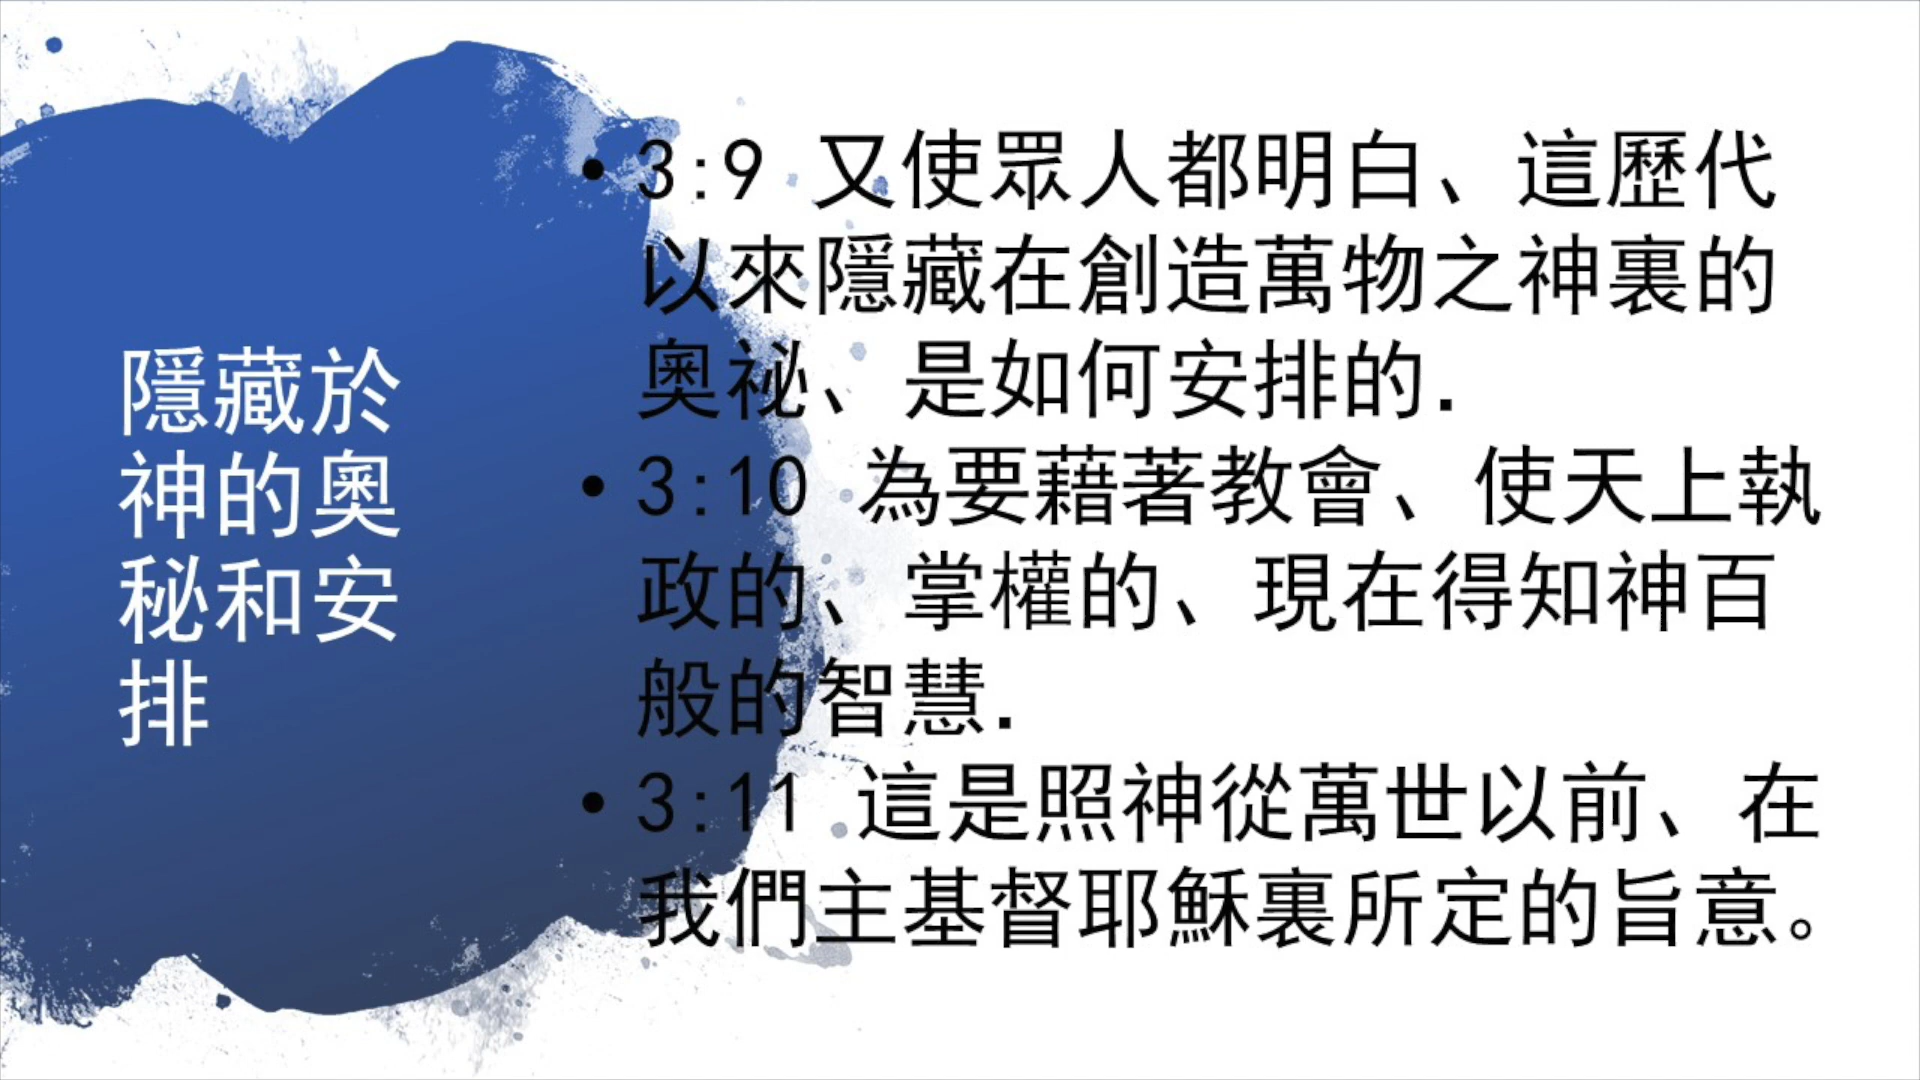 隱藏於
神的奧
秘和安
排
• 3:9 又使眾人都明白、這歷代
以來隱藏在創造萬物之神裏的
奧祕、是如何安排的.
• 3:10 為要藉著教會、使天上執
政的、掌權的、現在得知神百
般的智慧.
• 3:11 這是照神從萬世以前、在
我們主基督耶穌裏所定的旨意。